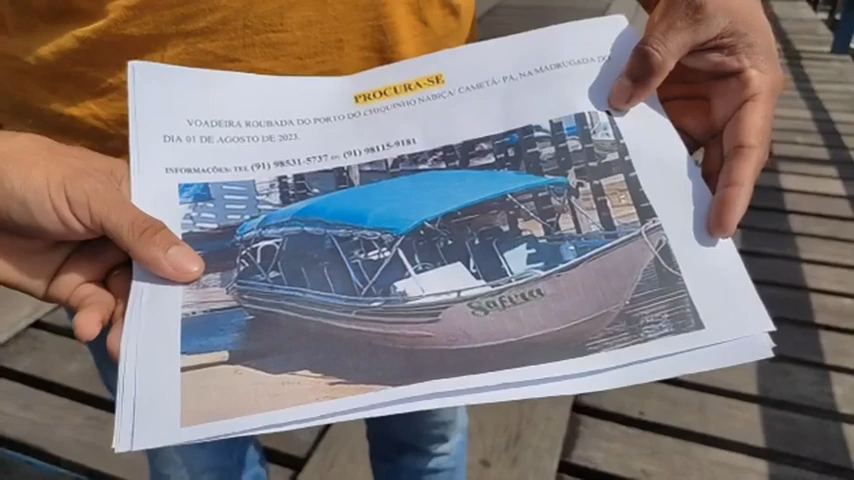 PROCURA-SE
VOADEIRA ROUBADA DO PORTO DO CHIQUINHO NABIÇA/ CAMETÁ- PA, NA MADRUGADA DO
DIA 01 DE AGOSTO DE 2023.
INFORMAÇÕES: TEL (91) 98531-5737 OU (91) 98115-9181
Safira